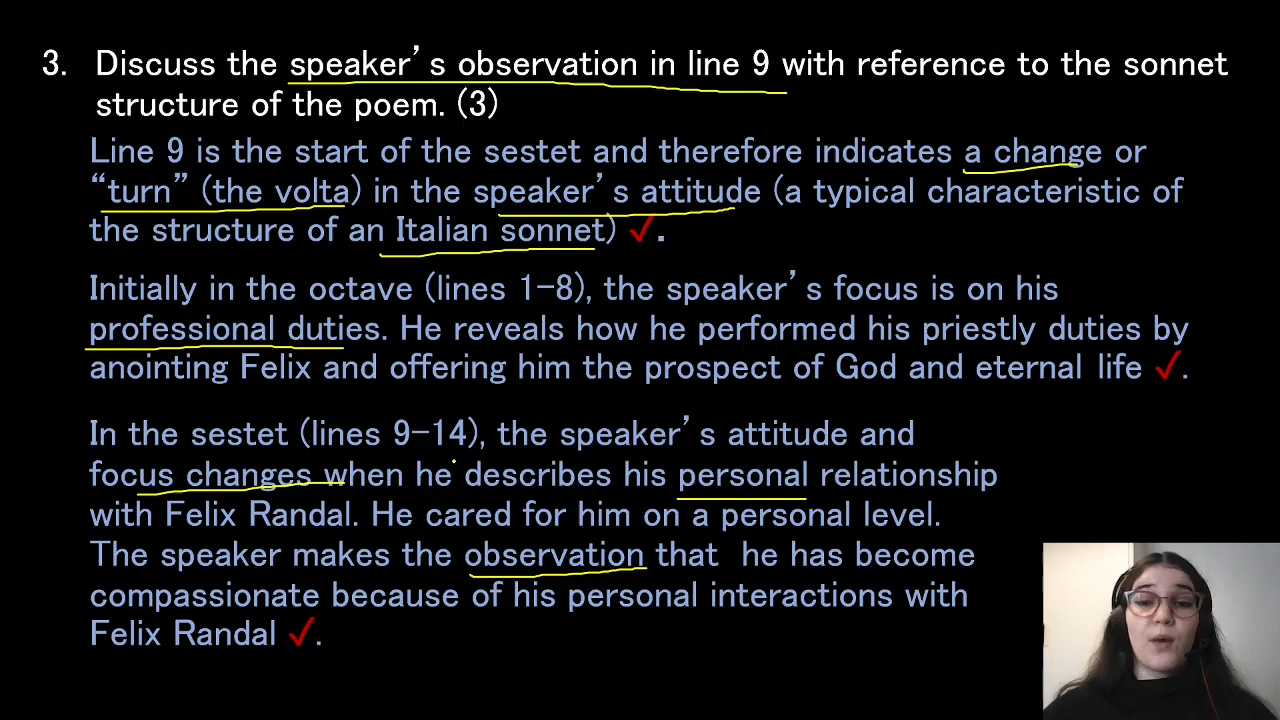 3. Discuss the speaker’s observation in line 9 with reference to the sonnet
structure of the poem. (3)
Line 9 is the start of the sestet and therefore indicates a change or
“turn” (the volta) in the speaker’s attitude (a typical characteristic of
the structure of an Italian sonnet) ✓.
Initially in the octave (lines 1–8), the speaker’s focus is on his
professional duties. He reveals how he performed his priestly duties by
anointing Felix and offering him the prospect of God and eternal life ✓.
In the sestet (lines 9–14), the speaker’s attitude and
focus changes when he describes his personal relationship
with Felix Randal. He cared for him on a personal level.
The speaker makes the observation that he has become
compassionate because of his personal interactions with
Felix Randal ✓.